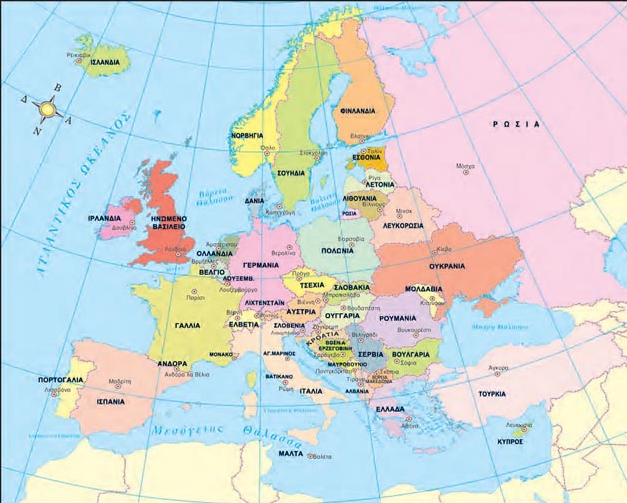 Ρέικιαβικ
ΙΣΛΑΝΔΙΑ
Β
Δ
Α
Ν
ΑΤΛΑΝΤΙΚΟΣ ΩΚΕΑΝΟΣ
ΝΟΡΒΗΓΙΑ
Όσλο
ΣΟΥΗΔΙΑ
Στοκχόλμη
ΦΙΝΛΑΝΔΙΑ
Ελσίνκι
ΡΩΣΙΑ
Μόσχα
Ταλίν
ΕΣΘΟΝΙΑ
Ρίγα
ΛΕΤΟΝΙΑ
ΛΙΘΟΥΑΝΙΑ
Βίλνιους
ΡΩΣΙΑ
Μινσκ
ΛΕΥΚΟΡΩΣΙΑ
Βόρεια
Θάλασσα
Βαλτική
Θάλασσα
ΔΑΝΙΑ
Κοπεγχάγη
ΙΡΛΑΝΔΙΑ
Δουβλίνο
ΗΝΩΜΕΝΟ
ΒΑΣΙΛΕΙΟ
Λονδίνο
Άμστερνταμ
ΟΛΛΑΝΔΙΑ
Βρυξέλλες
ΒΕΛΓΙΟ
ΛΟΥΞΕΜΒ.
Λουξεμβούργο
ΓΕΡΜΑΝΙΑ
Βερολίνο
Βαρσοβία
ΠΟΛΩΝΙΑ
Κίεβο
ΟΥΚΡΑΝΙΑ
Πράγα
ΤΣΕΧΙΑ
ΣΛΟΒΑΚΙΑ
Μπρατισλάβα
ΜΟΛΔΑΒΙΑ
Κισινάου
Παρίσι
ΓΑΛΛΙΑ
ΛΙΧΤΕΝΣΤΑΪΝ
Βέρνη
ΕΛΒΕΤΙΑ
Βιέννη
ΑΥΣΤΡΙΑ
Βουδαπέστη
ΟΥΓΓΑΡΙΑ
ΡΟΥΜΑΝΙΑ
Βουκουρέστι
ΣΛΟΒΕΝΙΑ
Ζάγκρεμπ
ΚΡΟΑΤΙΑ
Βελιγράδι
ΒΟΣΝ.&
ΕΡΖΕΓΟΒΙΝΗ
Σαράγεβο
ΣΕΡΒΙΑ
ΒΟΥΛΓΑΡΙΑ
Σόφια
Μαύρη Θάλασσα
ΜΟΝΑΚΟ
ΑΓ.ΜΑΡΙΝΟΣ
ΜΑΥΡΟΒΟΥΝΙΟ
Ποντγκόριτσα
Σκόπια
ΑΝΔΟΡΑ
Ανδόρα λα Βέλια
ΒΑΤΙΚΑΝΟ
Ρώμη
ΙΤΑΛΙΑ
Τίρανα
ΑΛΒΑΝΙΑ
ΒΟΡΕΙΑ
ΜΑΚΕΔΟΝΙΑ
ΠΟΡΤΟΓΑΛΙΑ
Λισαβόνα
Μαδρίτη
ΙΣΠΑΝΙΑ
Άγκυρα
ΤΟΥΡΚΙΑ
ΕΛΛΑΔΑ
Αθήνα
Λευκωσία
ΚΥΠΡΟΣ
Μεσόγειος Θάλασσα
ΜΑΛΤΑ
Βαλέτα